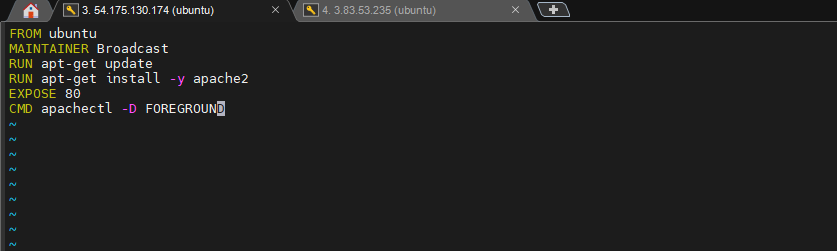 3. 54.175.130.174 (ubuntu)
4. 3.83.53.235 (ubuntu)
FROM ubuntu
MAINTAINER Broadcast
RUN apt-get update
RUN apt-get install -y apache2
EXPOSE 80
CMD apachectl -D FOREGROUND
~
~
~
~
~
~
~
~
~